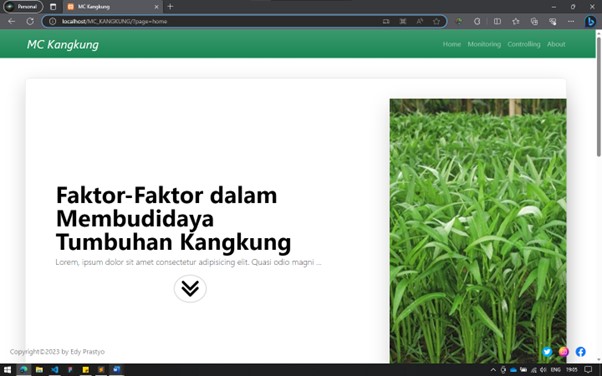 Personal
MC Kangkung
localhost/MC_KANGKUNG/?page=home
MC Kangkung
Home Monitoring Controlling About
Faktor-Faktor dalam
Membudidaya
Tumbuhan Kangkung
Lorem, ipsum dolor sit amet consectetur adipisicing elit. Quasi odio magni ...
Copyright©2023 by Edy Prastyo
ENG 19:05